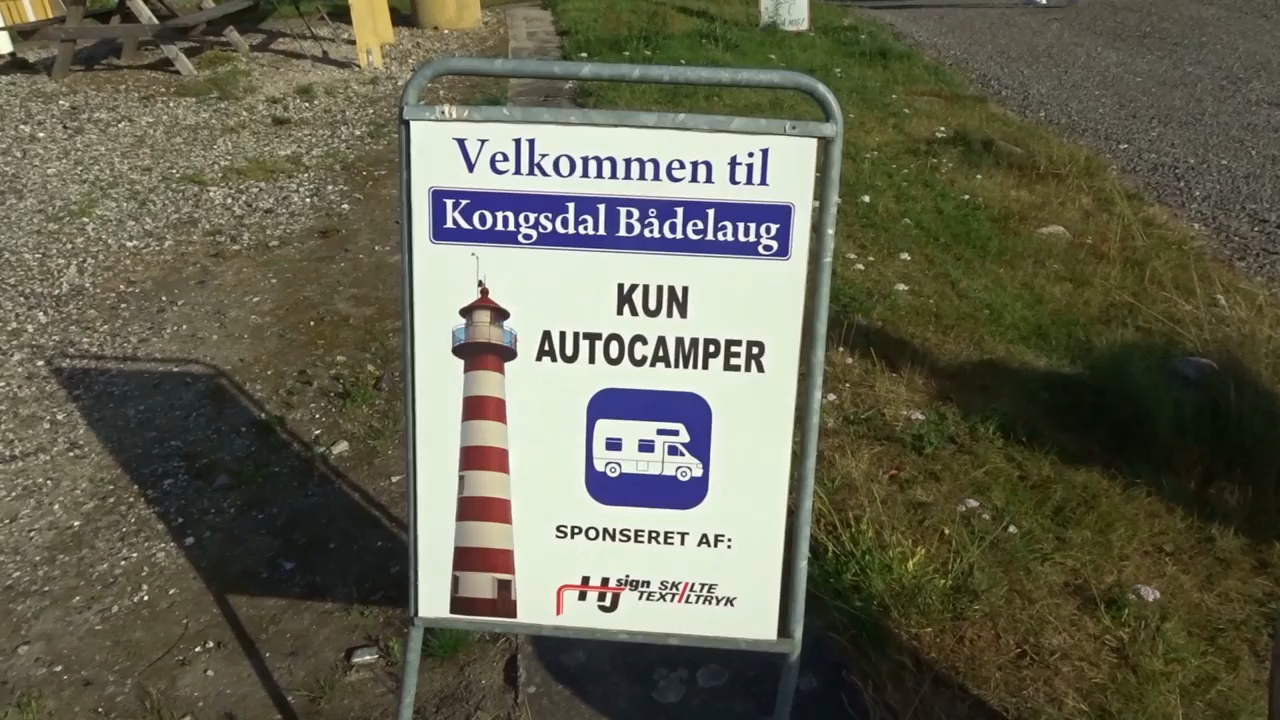 Velkommen til
Kongsdal Bådelaug
KUN
AUTOCAMPER
SPONSERET AF:
HJ sign SKILTE
TEXTILTRYK